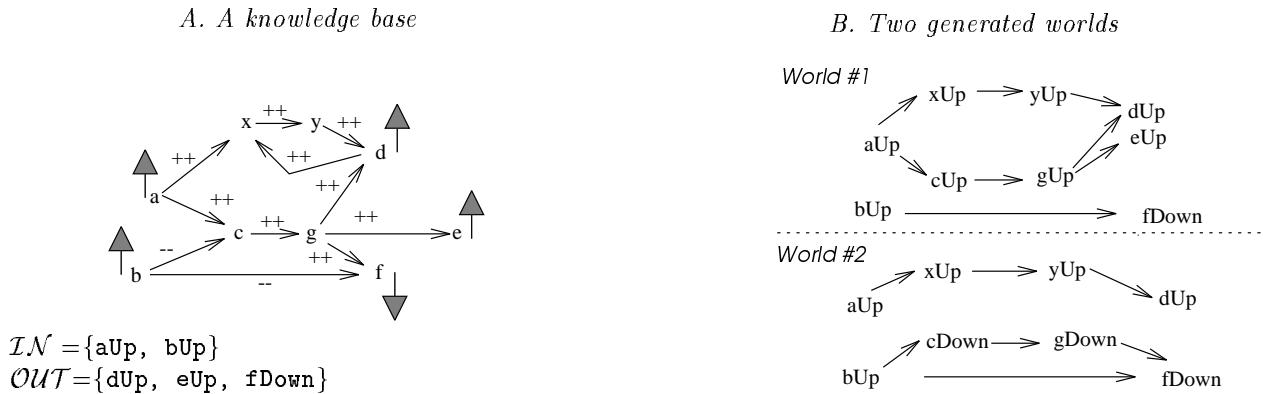 A. A knowledge base
x ++ y ++ d
++ ++
a ++ ++
c ++ g ++ e
b -- ++ f
--
IN = {aUp, bUp}
OUT = {dUp, eUp, fDown}
B. Two generated worlds
World #1
xUp yUp dUp
aUp eUp
cUp gUp
bUp fDown
World #2
xUp yUp
aUp dUp
cDown gDown
bUp fDown